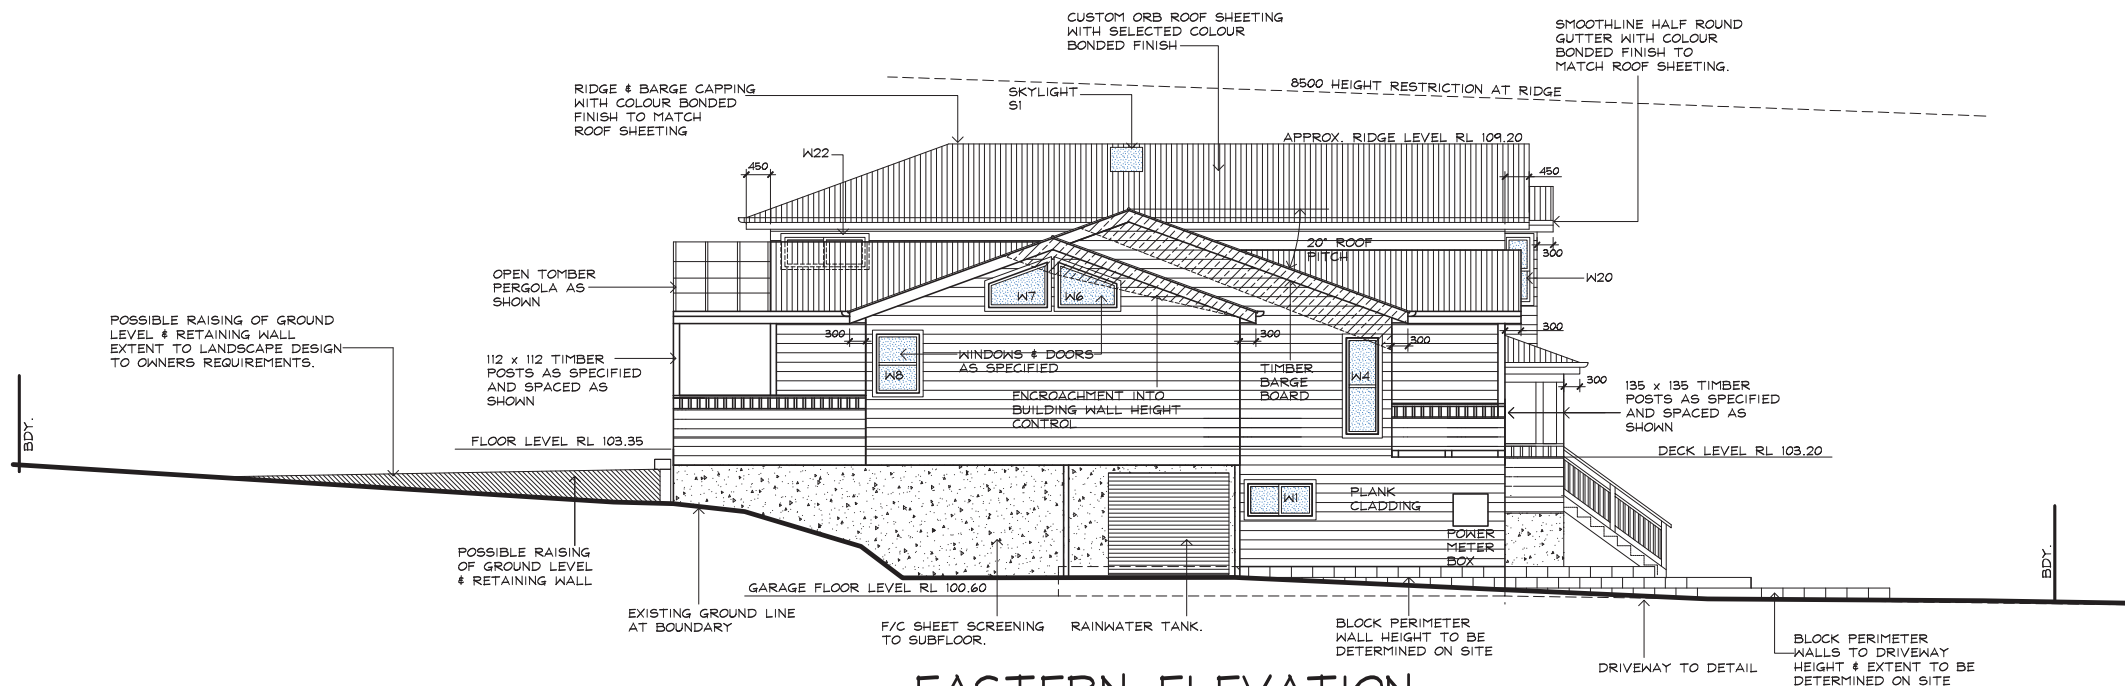 CUSTOM ORB ROOF SHEETING
WITH SELECTED COLOUR
BONDED FINISH
SMOOTHLINE HALF ROUND
GUTTER WITH COLOUR
BONDED FINISH TO
MATCH ROOF SHEETING.
RIDGE & BARGE CAPPING
WITH COLOUR BONDED
FINISH TO MATCH
ROOF SHEETING
SKYLIGHT
S1
8500 HEIGHT RESTRICTION AT RIDGE
APPROX. RIDGE LEVEL RL 109.20
W22
450
450
20° ROOF
PITCH
300
W20
OPEN TOMBER
PERGOLA AS
SHOWN
W7
W6
POSSIBLE RAISING OF GROUND
LEVEL & RETAINING WALL
EXTENT TO LANDSCAPE DESIGN
TO OWNERS REQUIREMENTS.
300
300
300
300
112 x 112 TIMBER
POSTS AS SPECIFIED
AND SPACED AS
SHOWN
WINDOWS & DOORS
AS SPECIFIED
W8
TIMBER
BARGE
BOARD
W4
300
135 x 135 TIMBER
POSTS AS SPECIFIED
AND SPACED AS
SHOWN
ENCROACHMENT INTO
BUILDING WALL HEIGHT
CONTROL
BDY.
FLOOR LEVEL RL 103.35
DECK LEVEL RL 103.20
W1
PLANK
CLADDING
POWER
METER
BOX
BDY.
POSSIBLE RAISING
OF GROUND LEVEL
& RETAINING WALL
GARAGE FLOOR LEVEL RL 100.60
EXISTING GROUND LINE
AT BOUNDARY
F/C SHEET SCREENING
TO SUBFLOOR.
RAINWATER TANK.
BLOCK PERIMETER
WALL HEIGHT TO BE
DETERMINED ON SITE
DRIVEWAY TO DETAIL
BLOCK PERIMETER
WALLS TO DRIVEWAY
HEIGHT & EXTENT TO BE
DETERMINED ON SITE
EASTERN ELEVATION